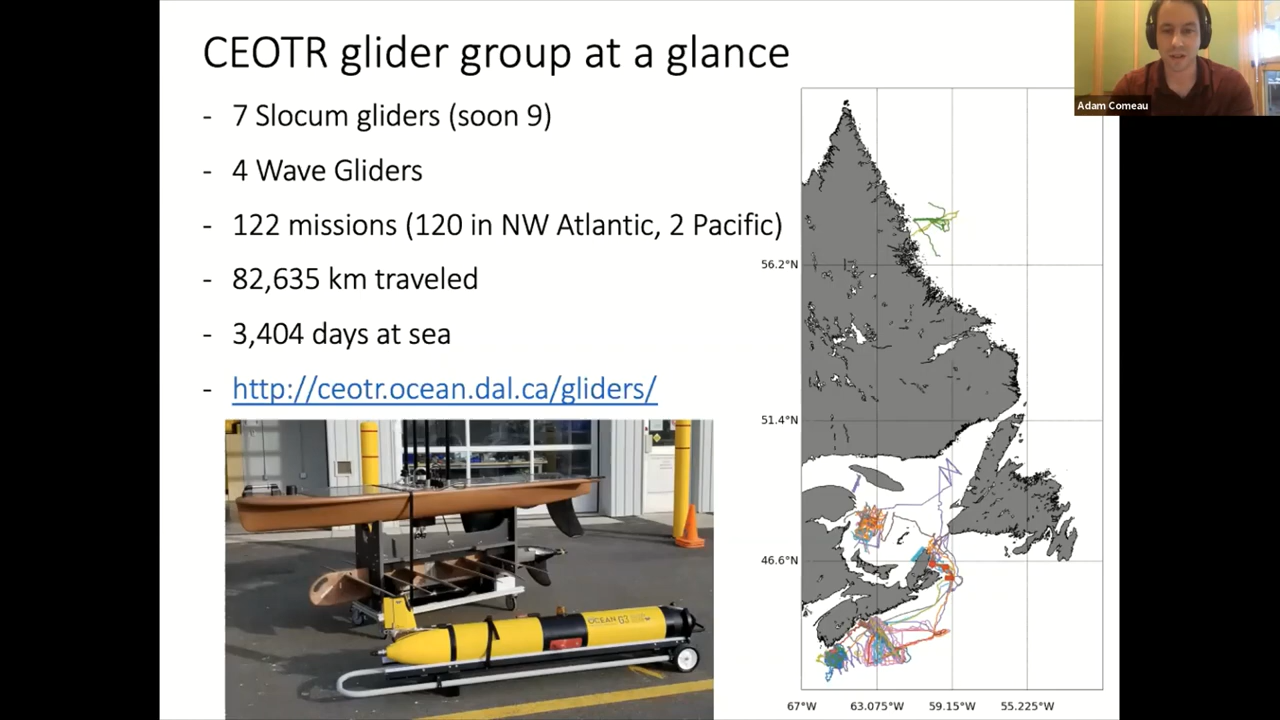 CEOTR glider group at a glance
- 7 Slocum gliders (soon 9)
- 4 Wave Gliders
- 122 missions (120 in NW Atlantic, 2 Pacific)
- 82,635 km traveled
- 3,404 days at sea
- http://ceotr.ocean.dal.ca/gliders/
Adam Comeau
56.2°N
51.4°N
46.6°N
67°W 63.075°W 59.15°W 55.225°W
OCEAN G3